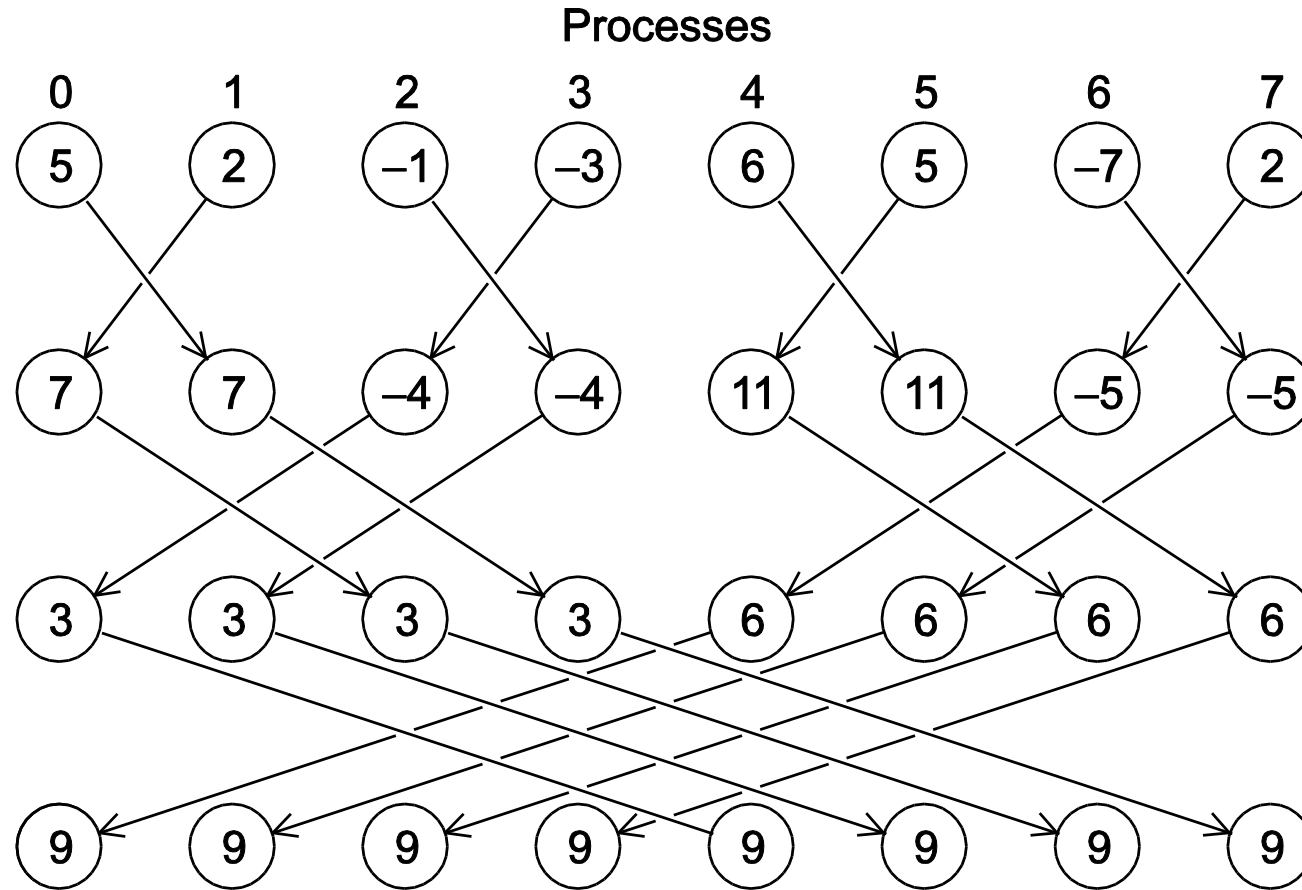 Processes
0 1 2 3 4 5 6 7
5 2 –1 –3 6 5 –7 2
7 7 –4 –4 11 11 –5 –5
3 3 3 3 6 6 6 6
9 9 9 9 9 9 9 9